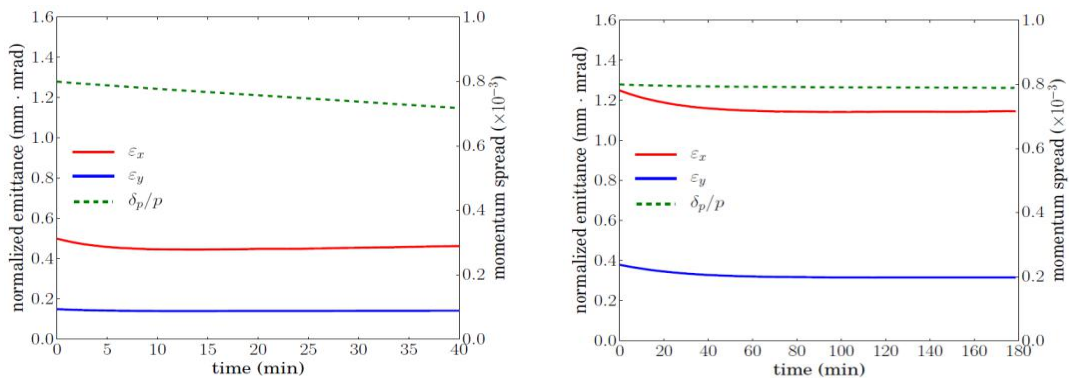 1.6
1.4
1.2
1.0
0.8
0.6
0.4
0.2
0.0
normalized emittance (mm · mrad)
1.0
0.8
0.6
0.4
0.2
0.0
momentum spread (×10⁻³)
εx
εy
δp/p
0 5 10 15 20 25 30 35 40
time (min)
1.6
1.4
1.2
1.0
0.8
0.6
0.4
0.2
0.0
normalized emittance (mm · mrad)
1.0
0.8
0.6
0.4
0.2
0.0
momentum spread (×10⁻³)
εx
εy
δp/p
0 20 40 60 80 100 120 140 160 180
time (min)